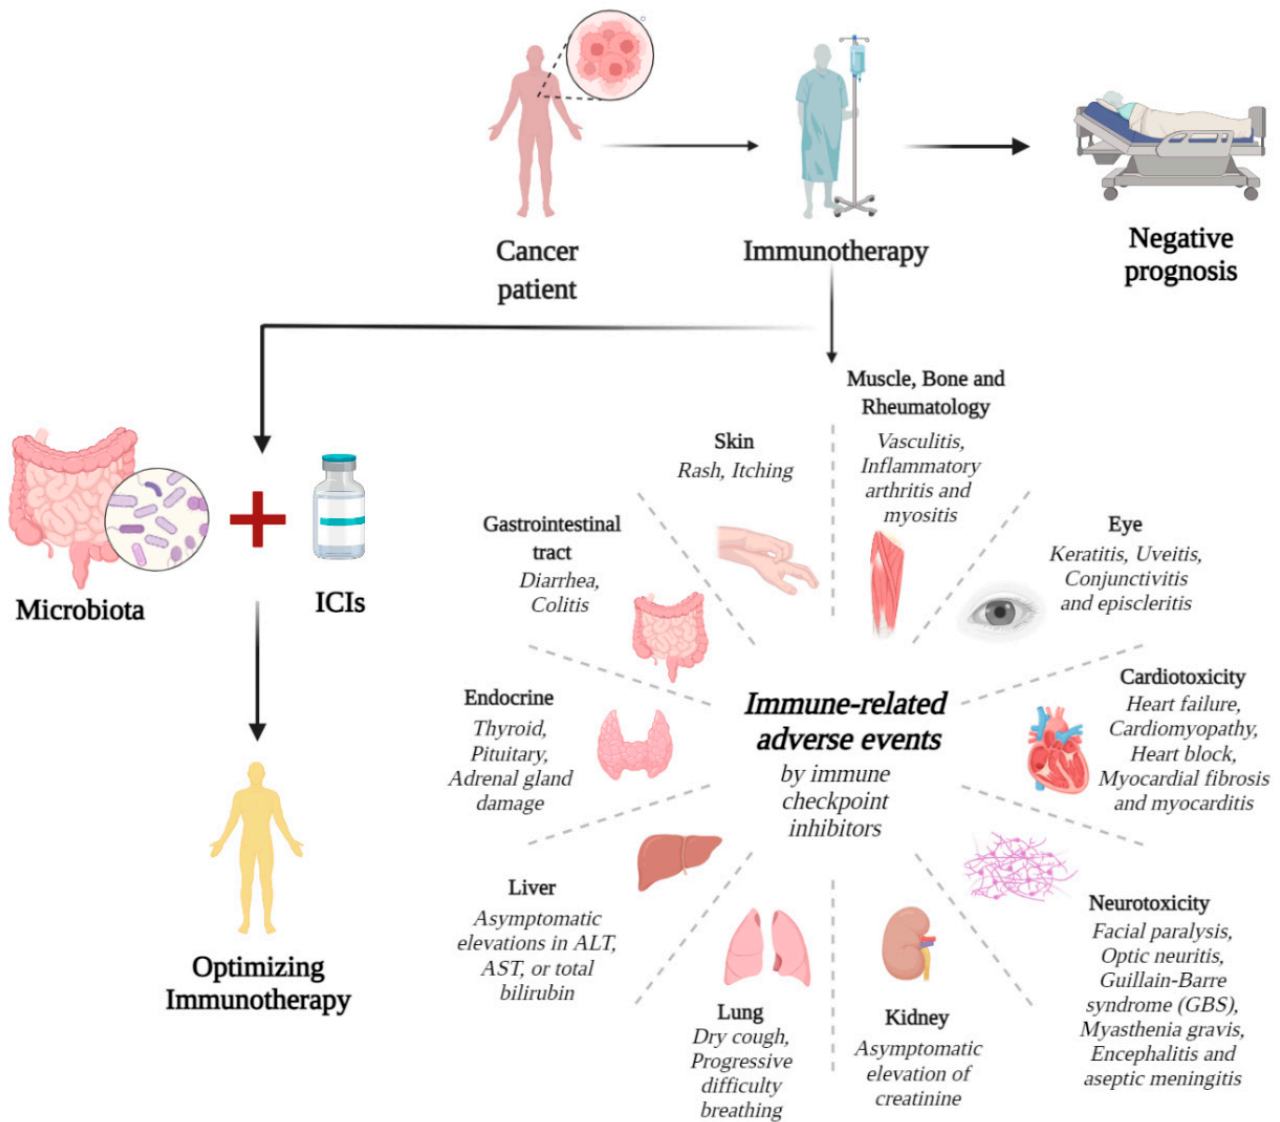 Cancer
patient
Immunotherapy
Negative
prognosis
Microbiota
ICIs
Optimizing
Immunotherapy
Muscle, Bone and
Rheumatology
Vasculitis,
Inflammatory
arthritis and
myositis
Skin
Rash, Itching
Gastrointestinal
tract
Diarrhea,
Colitis
Eye
Keratitis, Uveitis,
Conjunctivitis
and episcleritis
Endocrine
Thyroid,
Pituitary,
Adrenal gland
damage
Immune-related
adverse events
by immune
checkpoint
inhibitors
Cardiotoxicity
Heart failure,
Cardiomyopathy,
Heart block,
Myocardial fibrosis
and myocarditis
Liver
Asymptomatic
elevations in ALT,
AST, or total
bilirubin
Lung
Dry cough,
Progressive
difficulty
breathing
Kidney
Asymptomatic
elevation of
creatinine
Neurotoxicity
Facial paralysis,
Optic neuritis,
Guillain-Barre
syndrome (GBS),
Myasthenia gravis,
Encephalitis and
aseptic meningitis